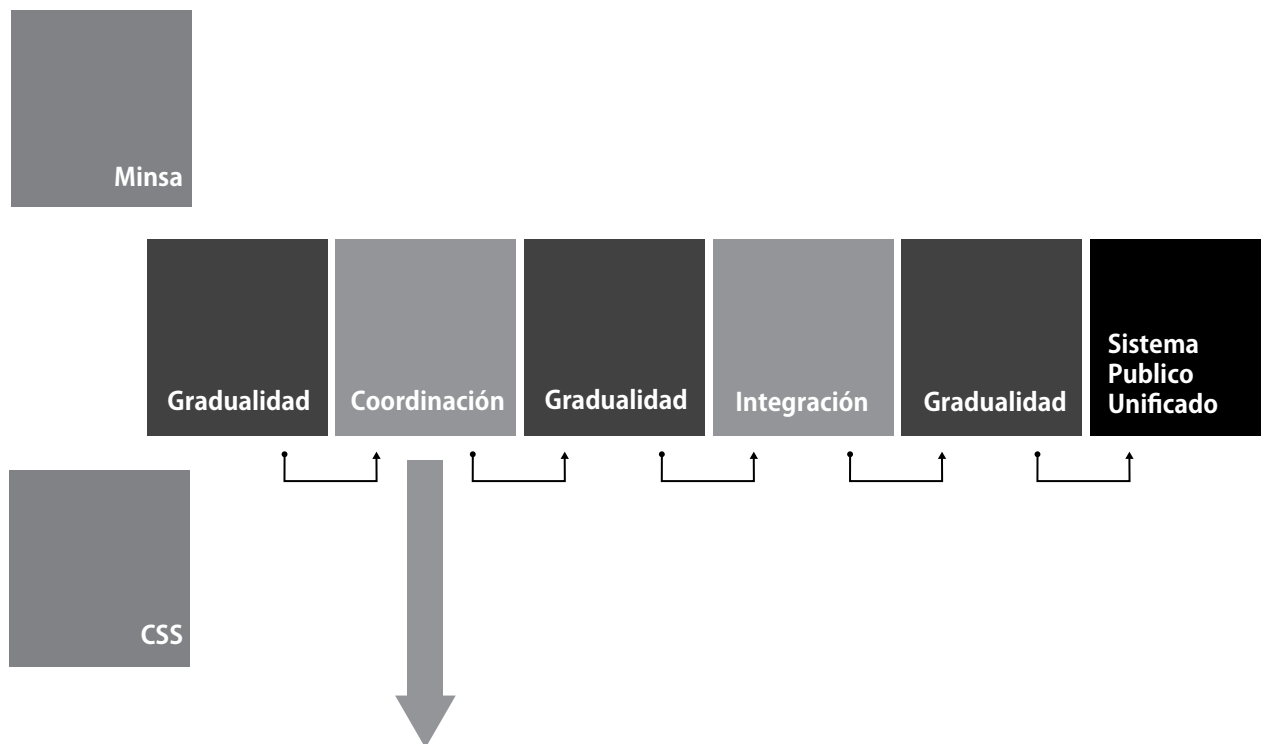 Minsa
Gradualidad
Coordinación
Gradualidad
Integración
Gradualidad
Sistema
Publico
Unificado
CSS